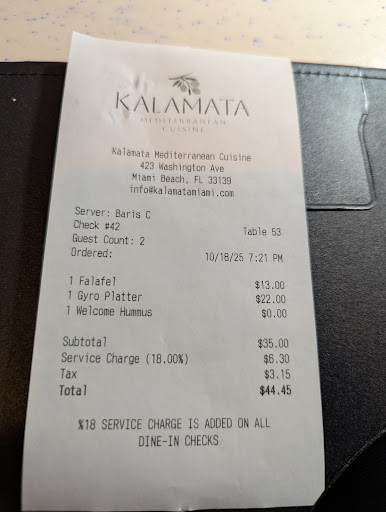 KALAMATA
MEDITERRANEAN
CUISINE
Kalamata Mediterranean Cuisine
423 Washington Ave
Miami Beach, FL 33139
info@kalamatamiami.com
Server: Baris C
Check #42 Table 53
Guest Count: 2
Ordered: 10/18/25 7:21 PM
1 Falafel $13.00
1 Gyro Platter $22.00
1 Welcome Hummus $0.00
Subtotal $35.00
Service Charge (18.00%) $6.30
Tax $3.15
Total $44.45
%18 SERVICE CHARGE IS ADDED ON ALL
DINE-IN CHECKS